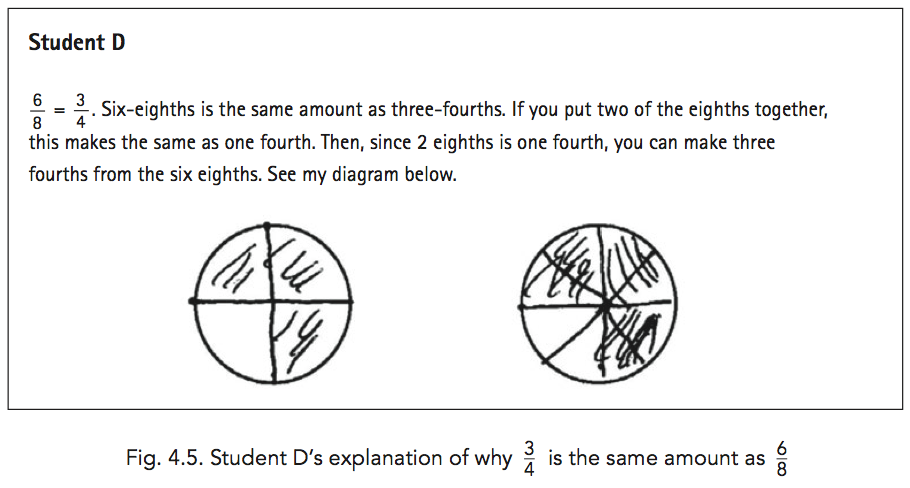 Student D
6/8 = 3/4. Six-eighths is the same amount as three-fourths. If you put two of the eighths together,
this makes the same as one fourth. Then, since 2 eighths is one fourth, you can make three
fourths from the six eighths. See my diagram below.
Fig. 4.5. Student D’s explanation of why 3/4 is the same amount as 6/8